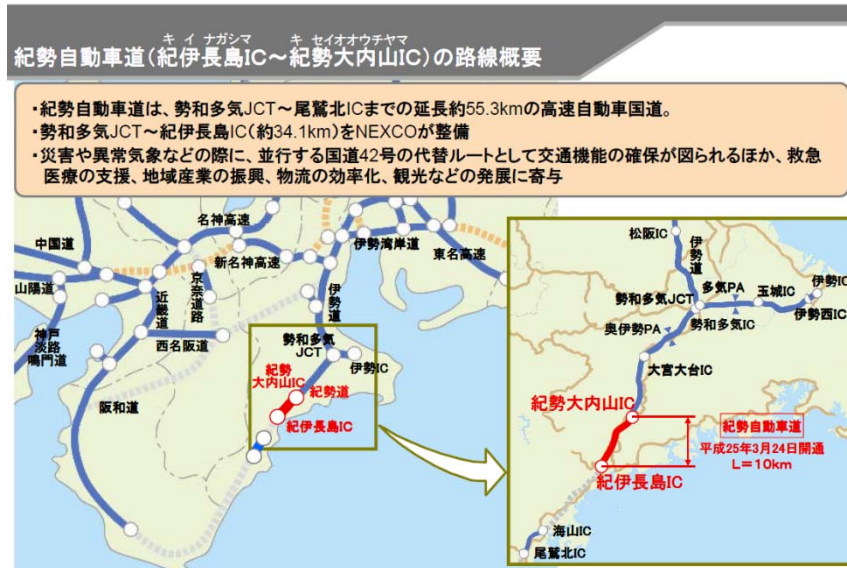 キ イ ナガシマ
キ セイオオウチヤマ
紀勢自動車道(紀伊長島IC~紀勢大内山IC)の路線概要
・紀勢自動車道は、勢和多気JCT~尾鷲北ICまでの延長約55.3kmの高速自動車国道。
・勢和多気JCT~紀伊長島IC(約34.1km)をNEXCOが整備
・災害や異常気象などの際に、並行する国道42号の代替ルートとして交通機能の確保が図られるほか、救急
医療の支援、地域産業の振興、物流の効率化、観光などの発展に寄与
名神高速
中国道
新名神高速
伊勢湾岸道
東名高速
山陽道
京奈道路
近畿道
伊勢道
神戸
淡路
鳴門道
西名阪道
勢和多気
JCT
伊勢IC
紀勢
大内山IC
紀勢道
阪和道
紀伊長島IC
松阪IC
伊勢道
多気PA
伊勢IC
勢和多気JCT
玉城IC
伊勢西IC
勢和多気IC
奥伊勢PA
大宮大台IC
紀勢大内山IC
紀勢自動車道
平成25年3月24日開通
L=10km
紀伊長島IC
海山IC
尾鷲北IC